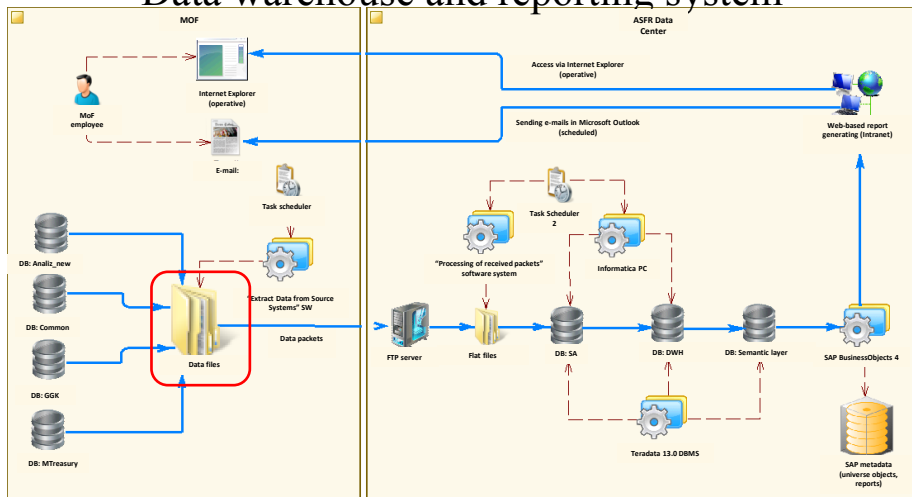 Data warehouse and reporting system
MOF
ASFR Data
Center
Internet Explorer
(operative)
Access via Internet Explorer
(operative)
MoF
employee
Sending e-mails in Microsoft Outlook
(scheduled)
Web-based report
generating (Intranet)
E-mail:
Task scheduler
Task Scheduler
2
"Processing of received packets"
software system
Informatica PC
DB: Analiz_new
"Extract Data from Source
Systems" SW
DB: Common
Data packets
Data files
FTP server
Flat files
DB: SA
DB: DWH
DB: Semantic layer
SAP BusinessObjects 4
DB: GGK
DB: MTreasury
Teradata 13.0 DBMS
SAP metadata
(universe objects,
reports)